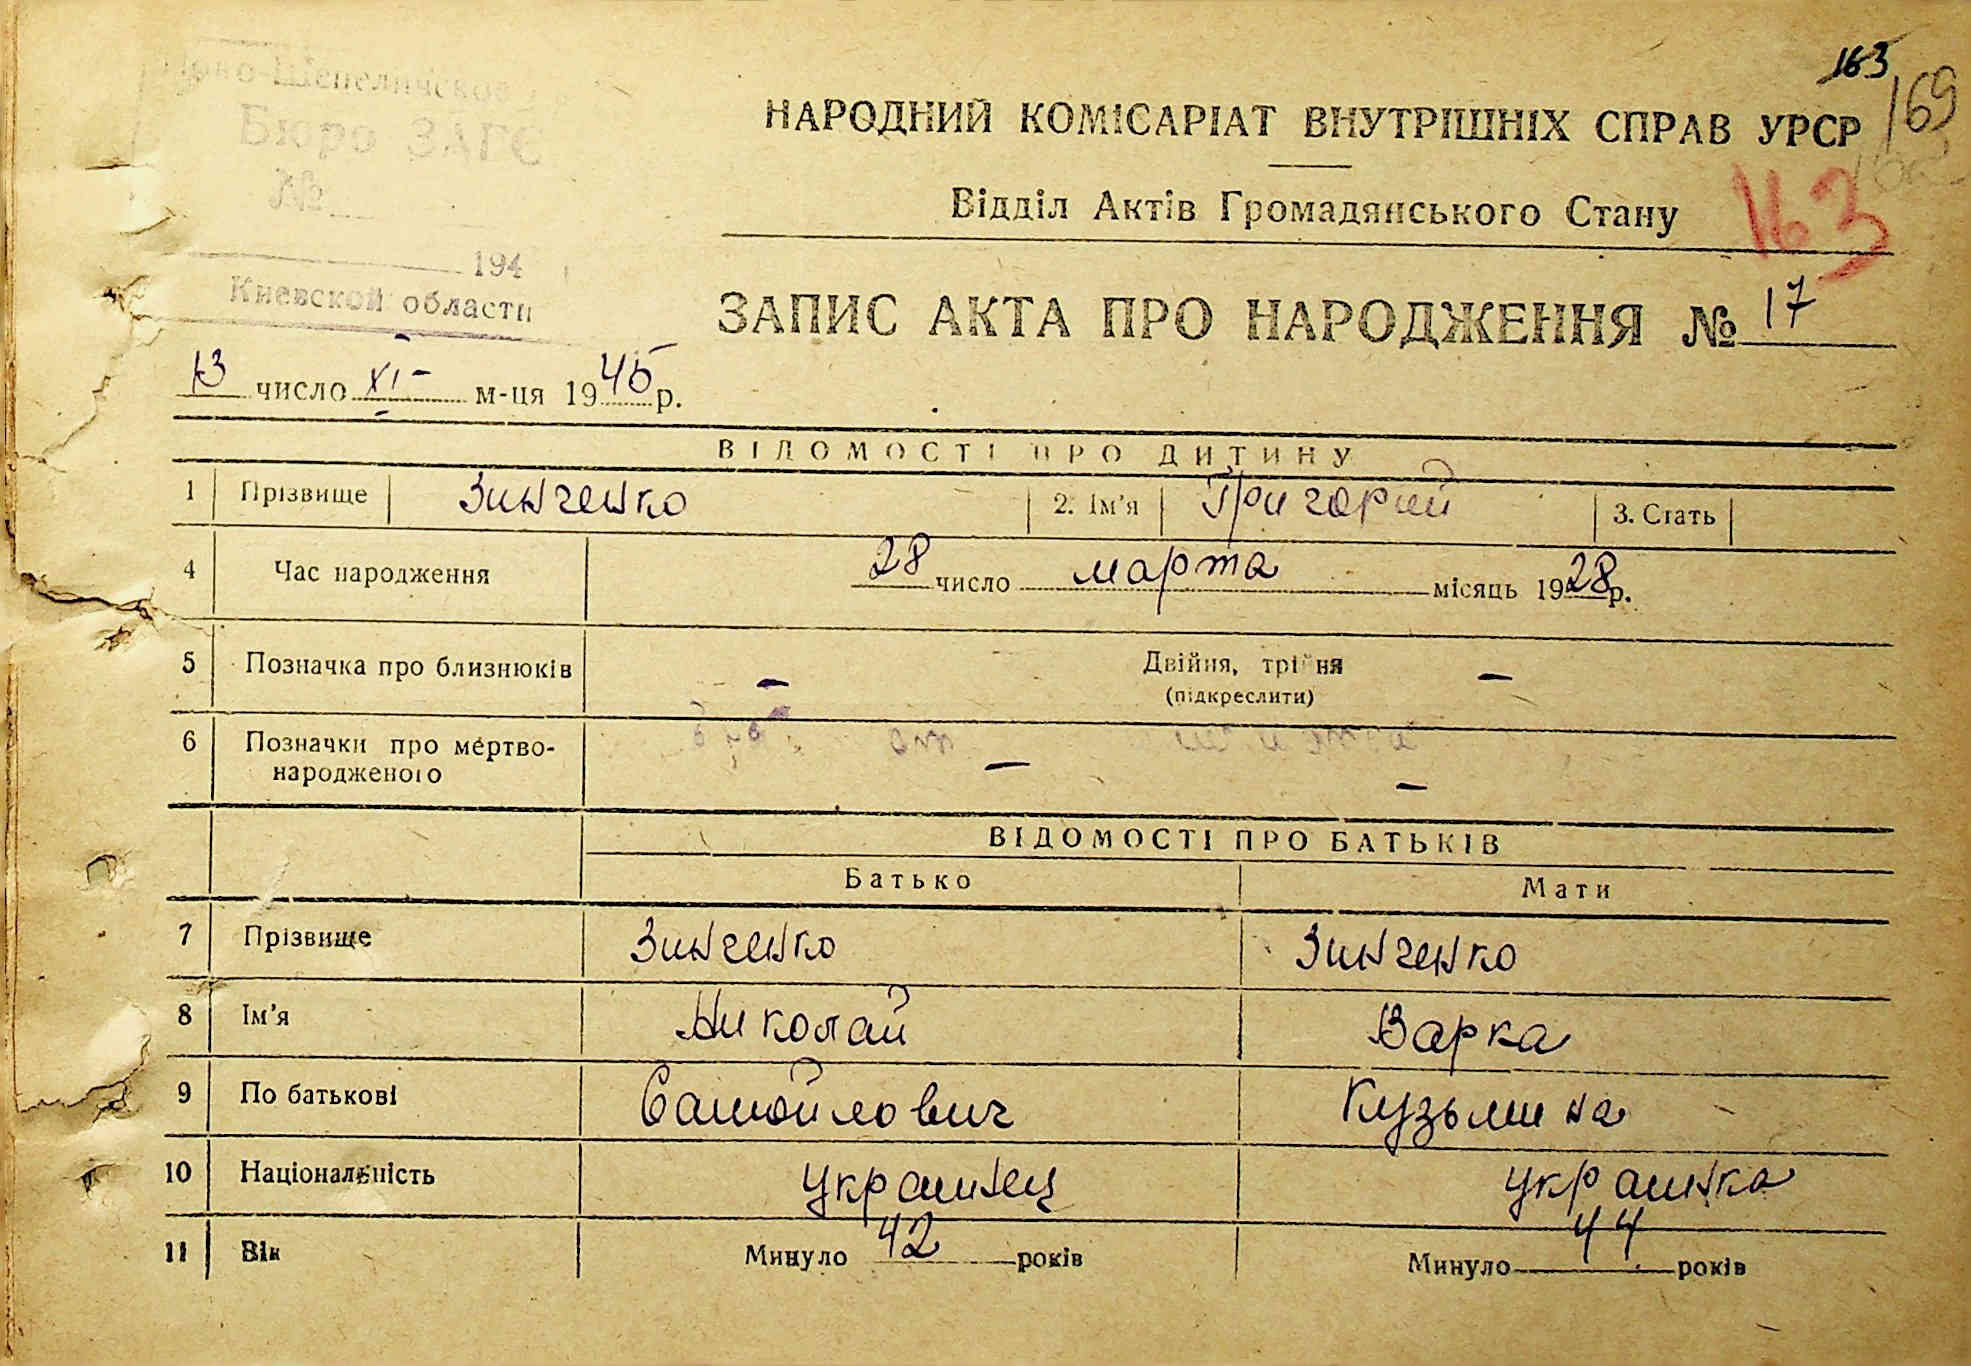 163
169
НАРОДНИЙ КОМІСАРІАТ ВНУТРІШНІХ СПРАВ УРСР
Відділ Актів Громадянського Стану
163
Бюро ЗАГС
№
194
Киевской области
ЗАПИС АКТА ПРО НАРОДЖЕННЯ № 17
13 число XI м-ця 1945 р.
ВІДОМОСТІ ПРО ДИТИНУ
1 Прізвище Зинченко 2. Ім'я Григорий 3. Стать
4 Час народження 28 число марта місяць 1928 р.
5 Позначка про близнюків — Двійня, трійня —
(підкреслити)
6 Позначки про мертво-
народженого — —
ВІДОМОСТІ ПРО БАТЬКІВ
Батько Мати
7 Прізвище Зинченко Зинченко
8 Ім'я Николай Варка
9 По батькові Самойлович Кузьмина
10 Національність украинец украинка
11 Вік Минуло 42 років Минуло 44 років